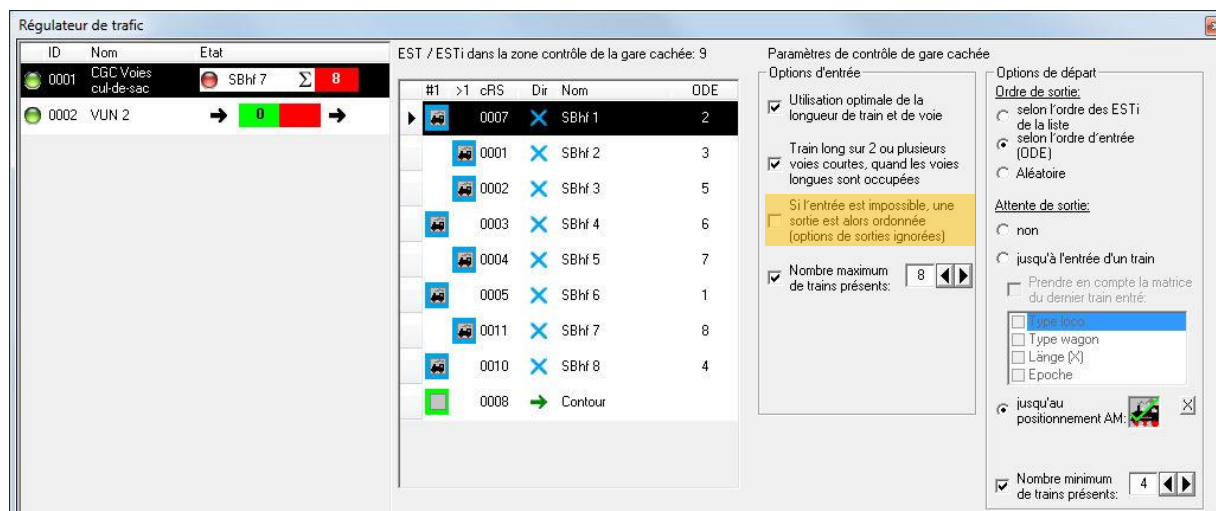 Régulateur de trafic
ID Nom Etat
0001 CGC Voies cul-de-sac SBhf 7 Σ 8
0002 VUN 2 0
EST / ESTi dans la zone contrôle de la gare cachée: 9
#1 >1 cRS Dir Nom ODE
0007 SBhf 1 2
0001 SBhf 2 3
0002 SBhf 3 5
0003 SBhf 4 6
0004 SBhf 5 7
0005 SBhf 6 1
0011 SBhf 7 8
0010 SBhf 8 4
0008 Contour
Paramètres de contrôle de gare cachée
Options d'entrée
Utilisation optimale de la
longueur de train et de voie
Train long sur 2 ou plusieurs
voies courtes, quand les voies
longues sont occupées
Si l'entrée est impossible, une
sortie est alors ordonnée
(options de sorties ignorées)
Nombre maximum
de trains présents: 8
Options de départ
Ordre de sortie:
selon l'ordre des ESTi
de la liste
selon l'ordre d'entrée
(ODE)
Aléatoire
Attente de sortie:
non
jusqu'à l'entrée d'un train
Prendre en compte la matrice
du dernier train entré:
Type loco
Type wagon
Länge (X)
Epoche
jusqu'au
positionnement AM: X
Nombre minimum
de trains présents: 4